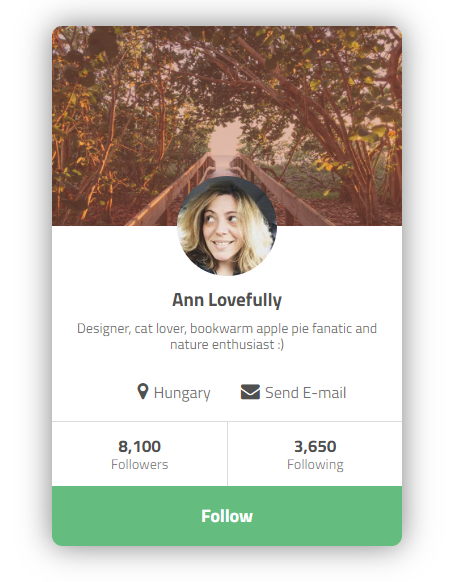 Ann Lovefully
Designer, cat lover, bookwarm apple pie fanatic and
nature enthusiast :)
Hungary Send E-mail
8,100 3,650
Followers Following
Follow